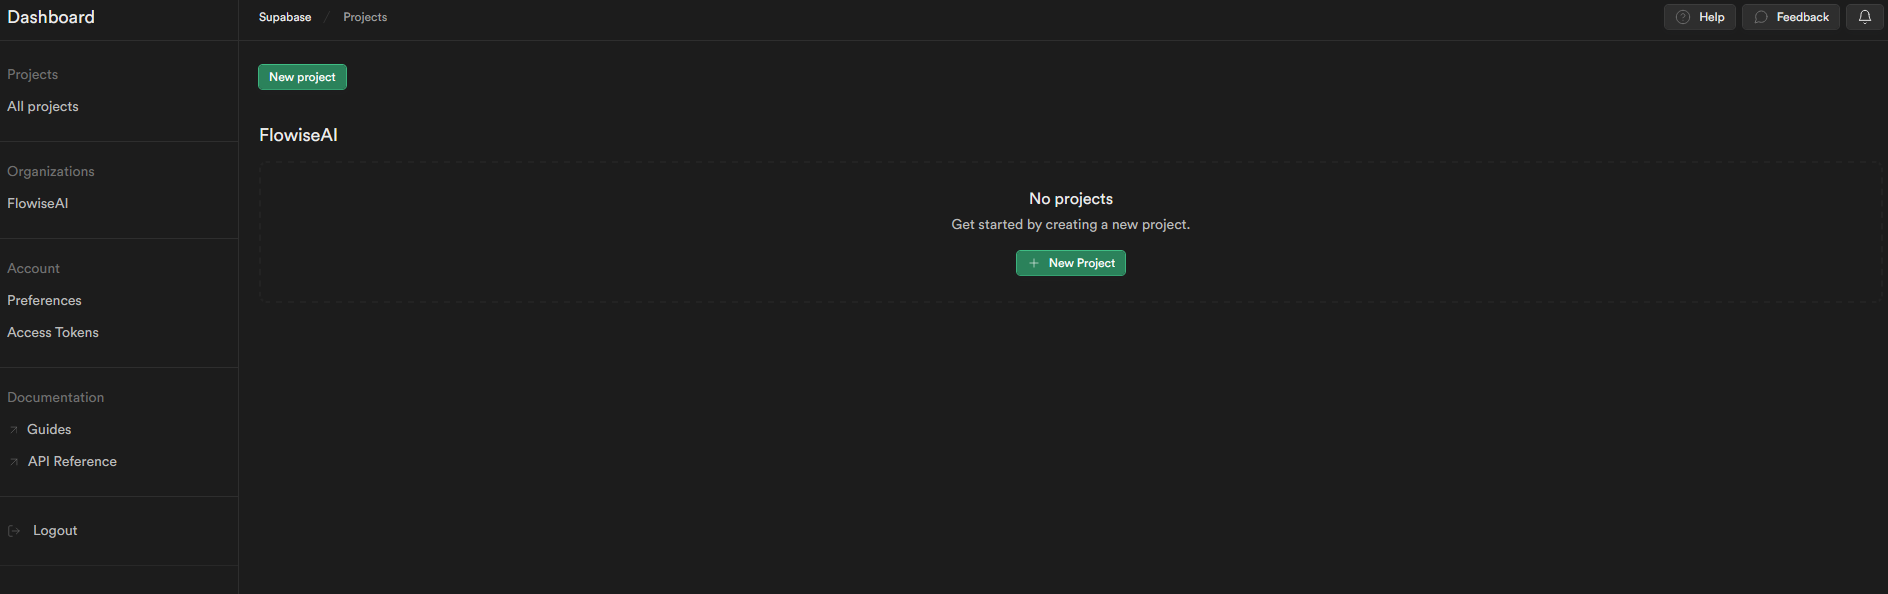 Dashboard
Supabase / Projects
Help
Feedback
Projects
All projects
Organizations
FlowiseAI
Account
Preferences
Access Tokens
Documentation
Guides
API Reference
Logout
New project
FlowiseAI
No projects
Get started by creating a new project.
+ New Project